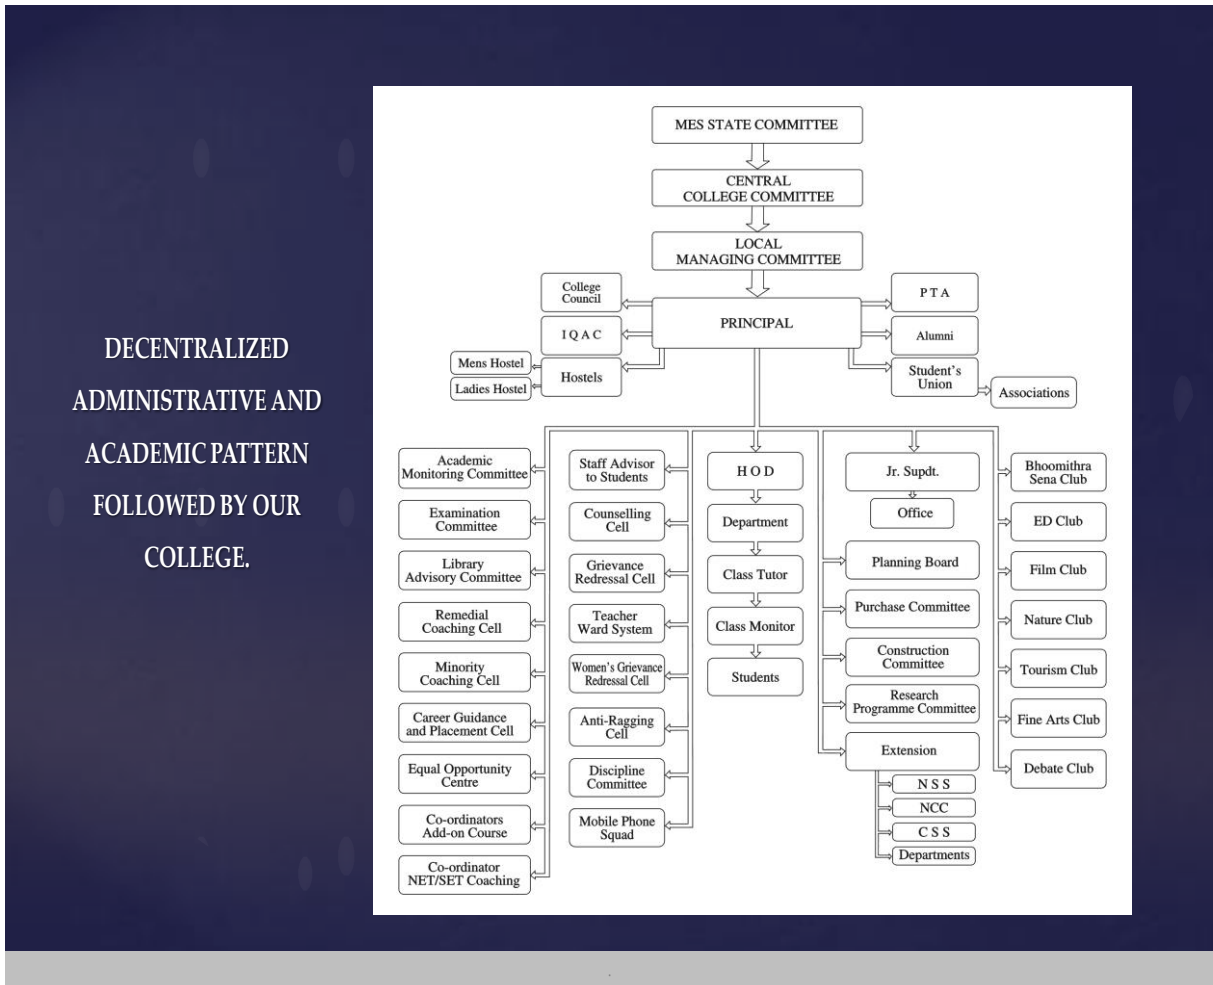 DECENTRALIZED
ADMINISTRATIVE AND
ACADEMIC PATTERN
FOLLOWED BY OUR
COLLEGE.
MES STATE COMMITTEE
CENTRAL
COLLEGE COMMITTEE
LOCAL
MANAGING COMMITTEE
PRINCIPAL
College
Council
I Q A C
Hostels
Mens Hostel
Ladies Hostel
P T A
Alumni
Student's
Union
Associations
Academic
Monitoring Committee
Examination
Committee
Library
Advisory Committee
Remedial
Coaching Cell
Minority
Coaching Cell
Career Guidance
and Placement Cell
Equal Opportunity
Centre
Co-ordinators
Add-on Course
Co-ordinator
NET/SET Coaching
Staff Advisor
to Students
Counselling
Cell
Grievance
Redressal Cell
Teacher
Ward System
Women's Grievance
Redressal Cell
Anti-Ragging
Cell
Discipline
Committee
Mobile Phone
Squad
H O D
Department
Class Tutor
Class Monitor
Students
Jr. Supdt.
Office
Planning Board
Purchase Committee
Construction
Committee
Research
Programme Committee
Extension
N S S
NCC
C S S
Departments
Bhoomithra
Sena Club
ED Club
Film Club
Nature Club
Tourism Club
Fine Arts Club
Debate Club
.